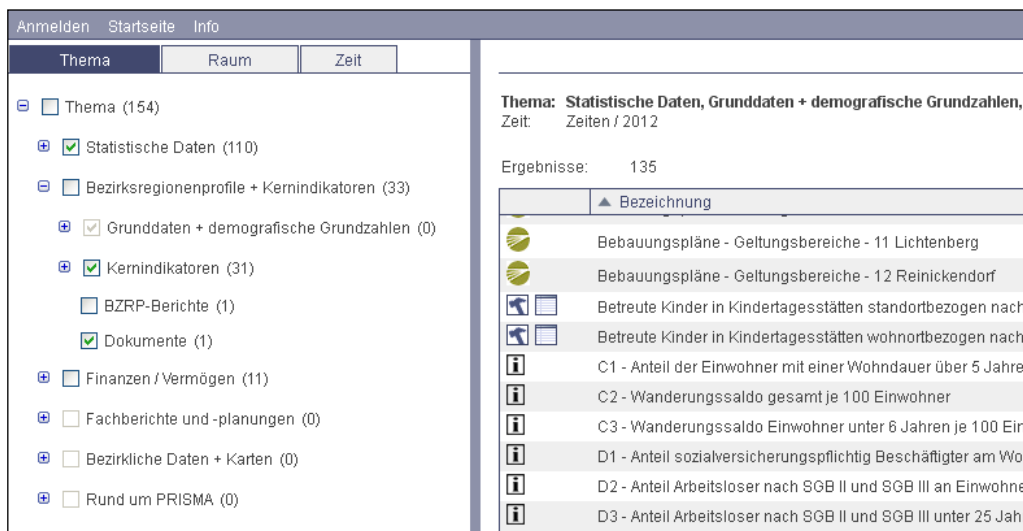 Anmelden Startseite Info
Thema Raum Zeit
Thema (154)
Statistische Daten (110)
Bezirksregionenprofile + Kernindikatoren (33)
Grunddaten + demografische Grundzahlen (0)
Kernindikatoren (31)
BZRP-Berichte (1)
Dokumente (1)
Finanzen / Vermögen (11)
Fachberichte und -planungen (0)
Bezirkliche Daten + Karten (0)
Rund um PRISMA (0)
Thema: Statistische Daten, Grunddaten + demografische Grundzahlen,
Zeit: Zeiten / 2012
Ergebnisse: 135
Bezeichnung
Bebauungspläne - Geltungsbereiche - 11 Lichtenberg
Bebauungspläne - Geltungsbereiche - 12 Reinickendorf
Betreute Kinder in Kindertagesstätten standortbezogen nach
Betreute Kinder in Kindertagesstätten wohnortbezogen nach
C1 - Anteil der Einwohner mit einer Wohndauer über 5 Jahre
C2 - Wanderungssaldo gesamt je 100 Einwohner
C3 - Wanderungssaldo Einwohner unter 6 Jahren je 100 Ein
D1 - Anteil sozialversicherungspflichtig Beschäftigter am Wo
D2 - Anteil Arbeitsloser nach SGB II und SGB III an Einwohne
D3 - Anteil Arbeitsloser nach SGB II und SGB III unter 25 Jah